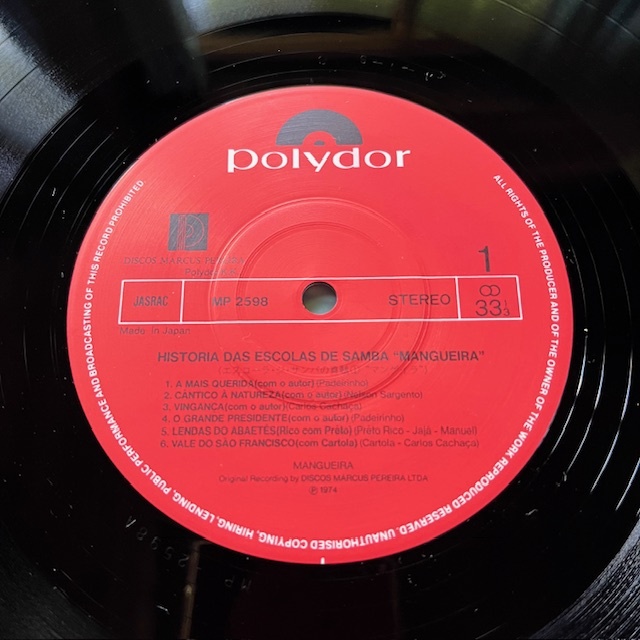 polydor
DISCOS MARCUS PEREIRA
1
JASRAC
MP 2598
STEREO
33 1/3
Made in Japan
HISTORIA DAS ESCOLAS DE SAMBA "MANGUEIRA"
1. A MAIS QUERIDA(com o autor)(Padeirinho)
2. CÂNTICO À NATUREZA(com o autor)(Nelson Sargento)
3. VINGANCA(com o autor)(Carlos Cachaça)
4. O GRANDE PRESIDENTE(com o autor)(Padeirinho)
5. LENDAS DO ABAETÉS(Rico com Prêto)(Prêto Rico - Jajá - Manuel)
6. VALE DO SÃO FRANCISCO(com Cartola)(Cartola - Carlos Cachaça)
MANGUEIRA
Original Recording by DISCOS MARCUS PEREIRA LTDA
℗ 1974
ALL RIGHTS OF THE PRODUCER AND OF THE OWNER OF THE WORK REPRODUCED RESERVED. UNAUTHORISED COPYING, HIRING, LENDING, PUBLIC PERFORMANCE AND BROADCASTING OF THIS RECORD PROHIBITED